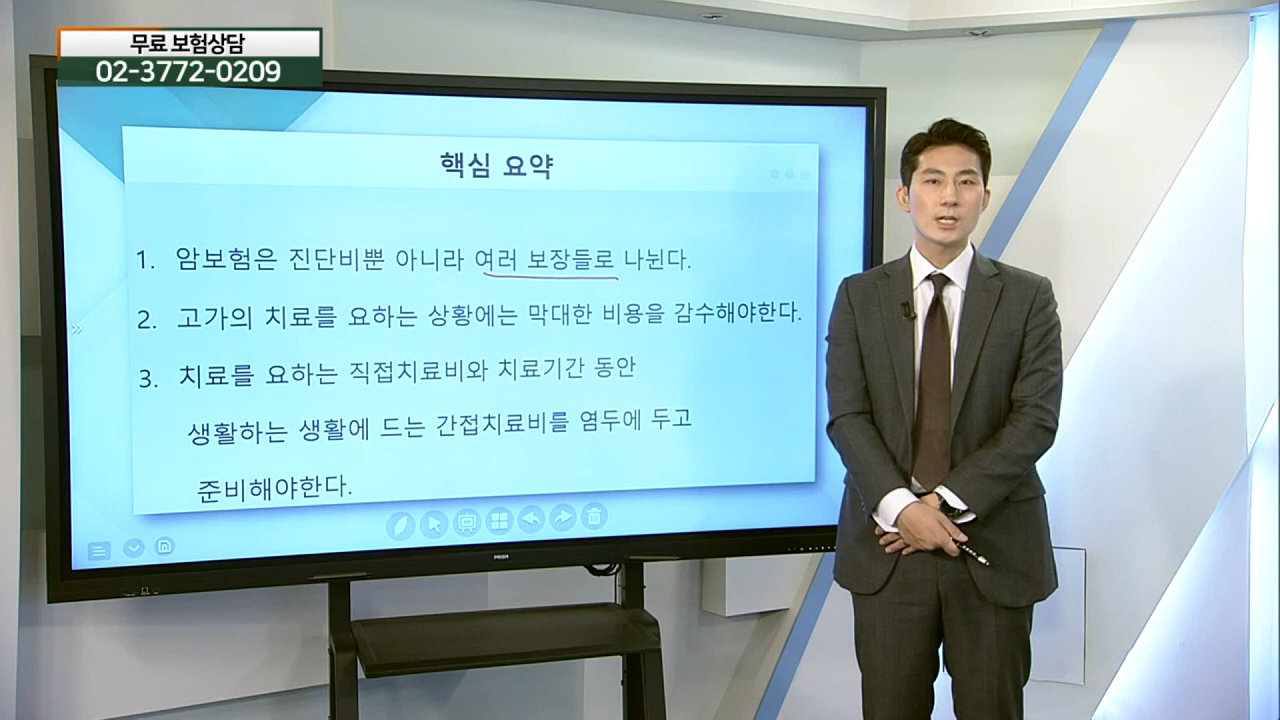 무료 보험상담
02-3772-0209
핵심 요약
1. 암보험은 진단비뿐 아니라 여러 보장들로 나뉜다.
2. 고가의 치료를 요하는 상황에는 막대한 비용을 감수해야한다.
3. 치료를 요하는 직접치료비와 치료기간 동안
생활하는 생활에 드는 간접치료비를 염두에 두고
준비해야한다.
PRISM